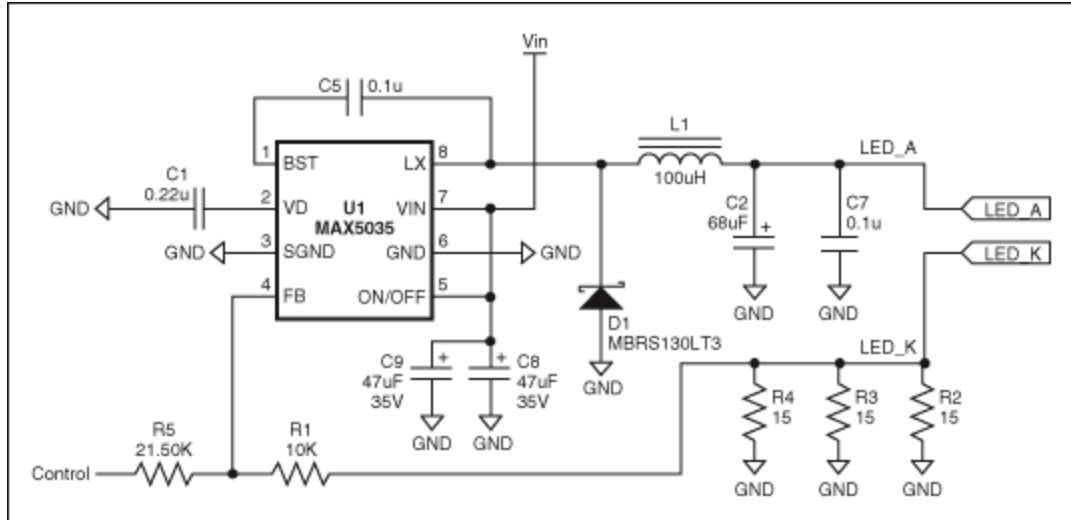 Vin
C5
0.1u
L1
100uH
LED_A
1
BST
LX
8
C1
0.22u
GND
2
VD
U1
MAX5035
VIN
7
LED_A
GND
3
SGND
GND
6
GND
C2
68uF
+
C7
0.1u
LED_K
4
FB
ON/OFF
5
GND
GND
D1
MBRS130LT3
GND
C9
47uF
35V
+
C8
47uF
35V
+
GND
GND
LED_K
R4
15
R3
15
R2
15
GND
GND
GND
Control
R5
21.50K
R1
10K